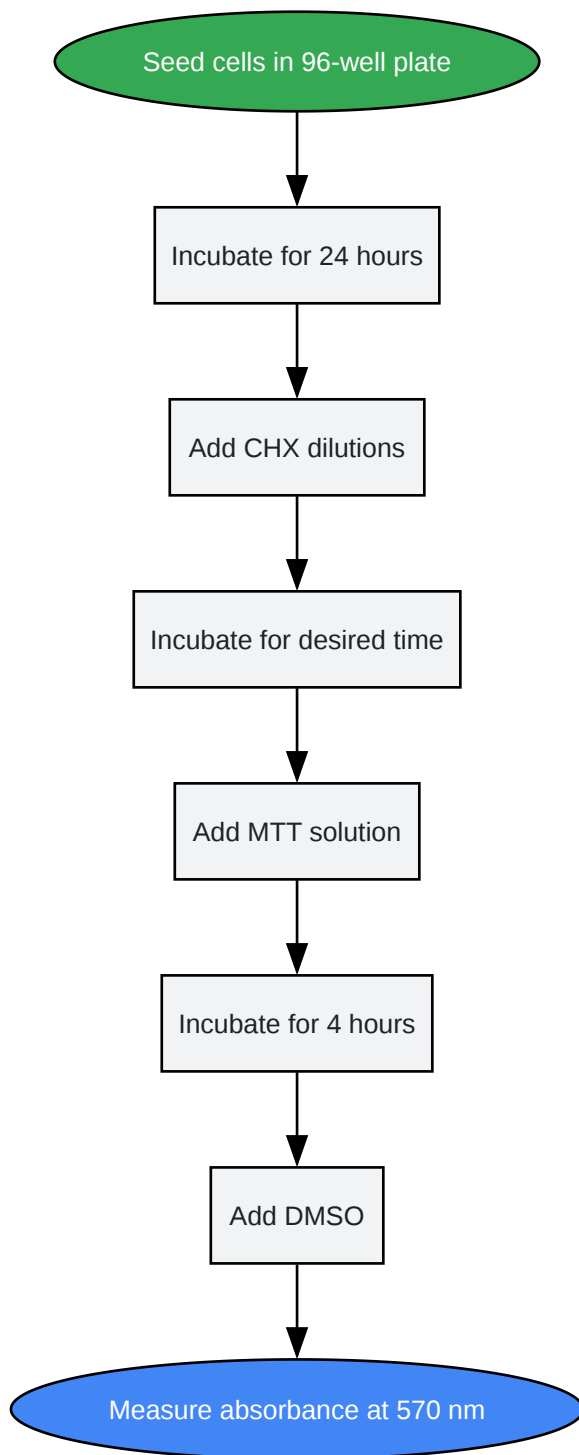 Seed cells in 96-well plate
Incubate for 24 hours
Add CHX dilutions
Incubate for desired time
Add MTT solution
Incubate for 4 hours
Add DMSO
Measure absorbance at 570 nm